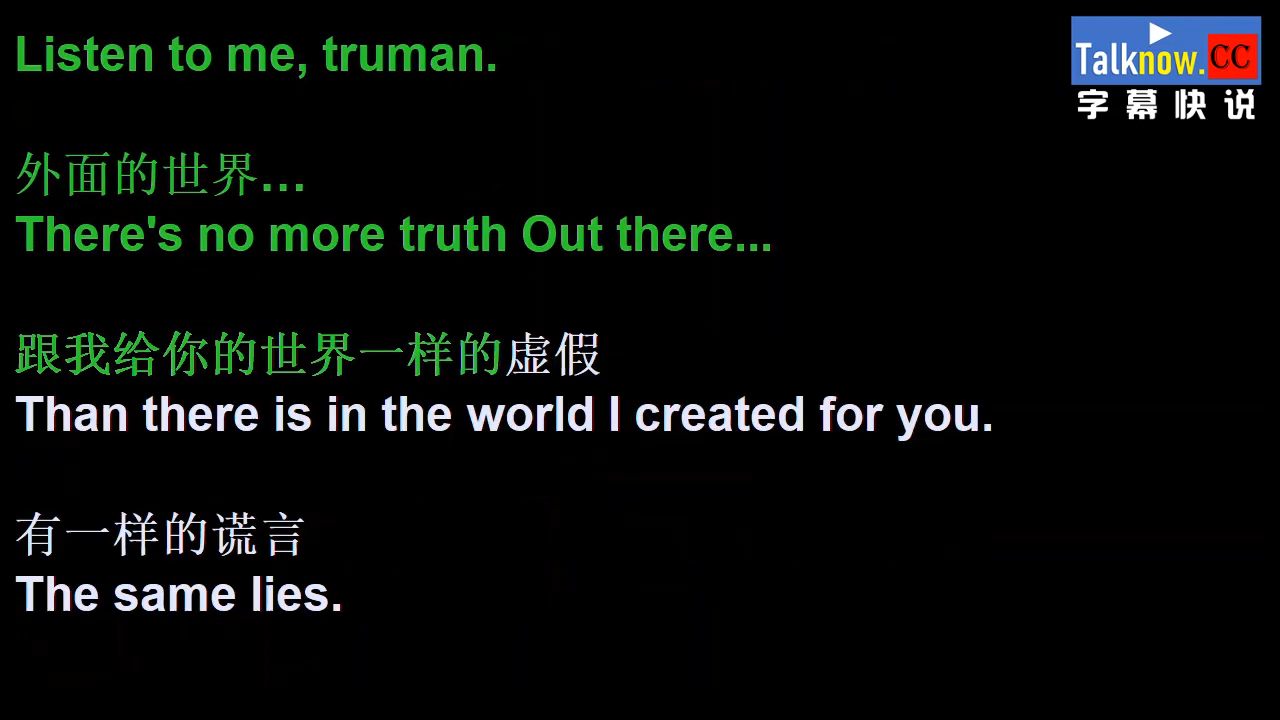 Listen to me, truman.
外面的世界...
There's no more truth Out there...
跟我给你的世界一样的虚假
Than there is in the world I created for you.
有一样的谎言
The same lies.
Talknow.CC
字幕快说